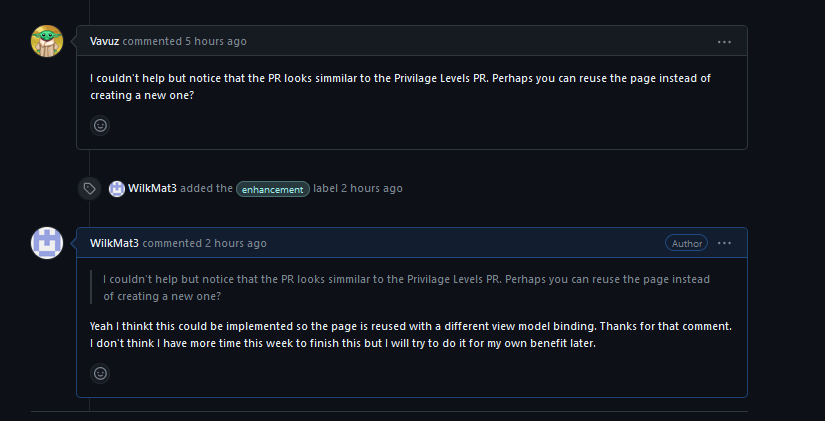 Vavuz commented 5 hours ago
I couldn't help but notice that the PR looks simmilar to the Privilage Levels PR. Perhaps you can reuse the page instead of
creating a new one?
WilkMat3 added the enhancement label 2 hours ago
WilkMat3 commented 2 hours ago Author
I couldn't help but notice that the PR looks simmilar to the Privilage Levels PR. Perhaps you can reuse the page instead
of creating a new one?
Yeah I thinkt this could be implemented so the page is reused with a different view model binding. Thanks for that comment.
I don't think I have more time this week to finish this but I will try to do it for my own benefit later.